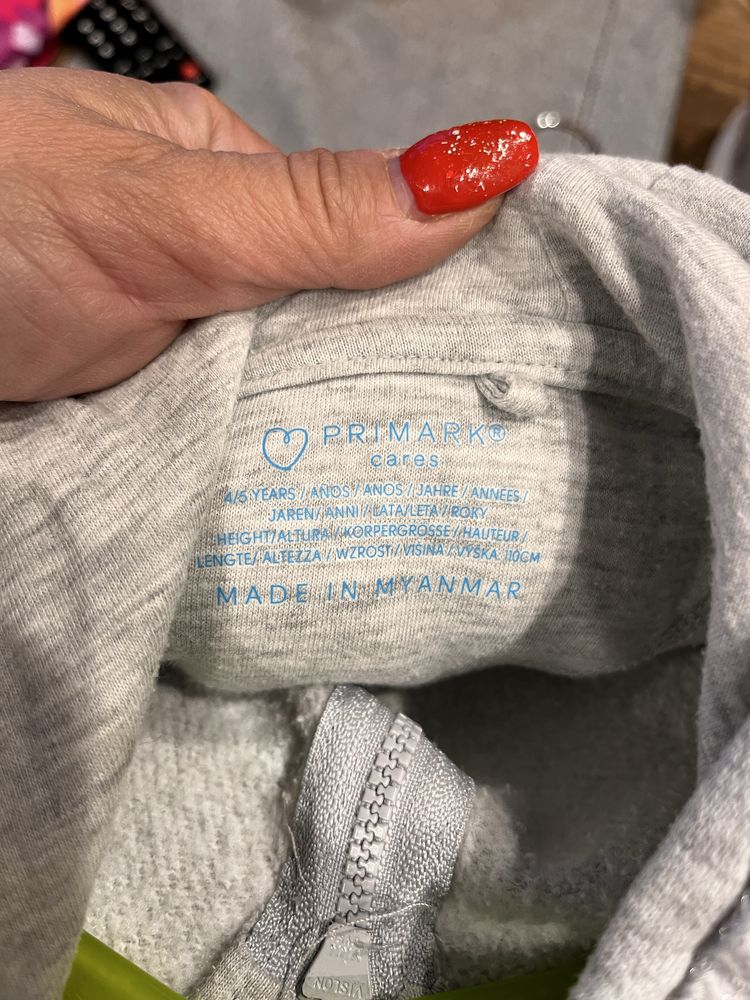 PRIMARK®
cares
4/5 YEARS / AÑOS / ANOS / JAHRE / ANNEES /
JAREN/ ANNI / LATA/LETA / ROKY
HEIGHT/ALTURA / KORPERGROSSE / HAUTEUR /
LENGTE/ ALTEZZA / WZROST / VISINA / VYSKA 110CM
MADE IN MYANMAR
VISLON